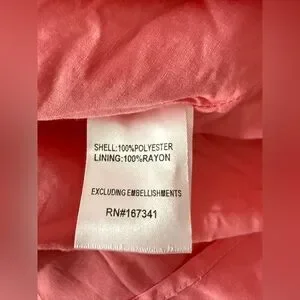 SHELL:100%POLYESTER
LINING:100%RAYON
EXCLUDING EMBELLISHMENTS
RN#167341